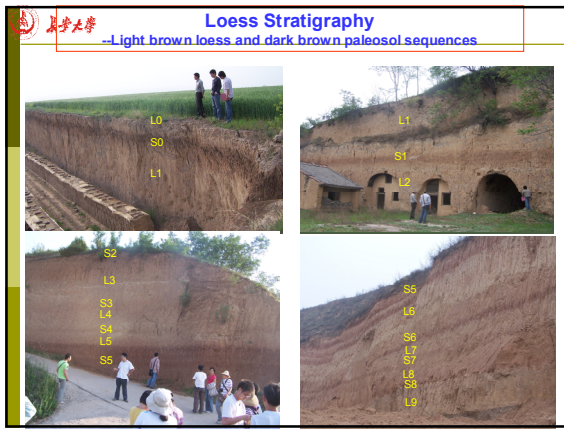 Loess Stratigraphy
--Light brown loess and dark brown paleosol sequences
L0
S0
L1
L1
S1
L2
S2
L3
S3
L4
S4
L5
S5
S5
L6
S6
L7
S7
L8
S8
L9